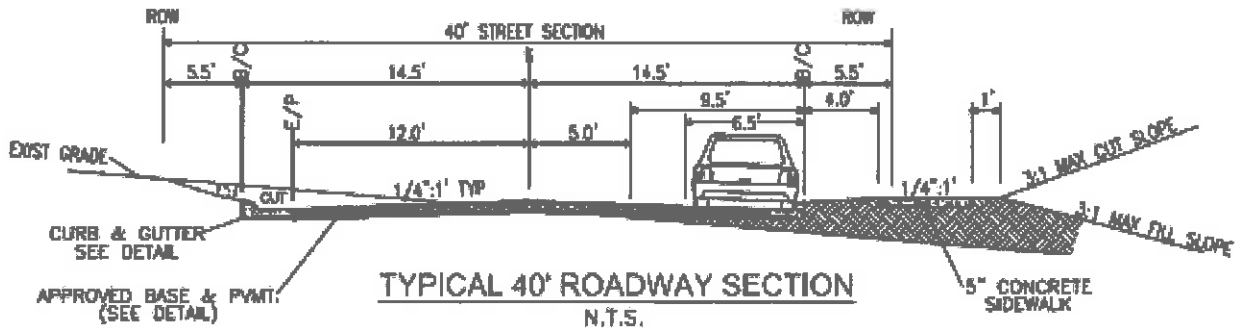 ROW
ROW
40' STREET SECTION
5.5'
B/C
14.5'
14.5'
B/C
5.5'
9.5'
4.0'
1'
E/P
12.0'
5.0'
6.5'
EXIST GRADE
CUT
1/4":1' TYP
1/4":1'
3:1 MAX CUT SLOPE
3:1 MAX FILL SLOPE
CURB & GUTTER
SEE DETAIL
APPROVED BASE & PVMT.
(SEE DETAIL)
TYPICAL 40' ROADWAY SECTION
N.T.S.
5" CONCRETE
SIDEWALK